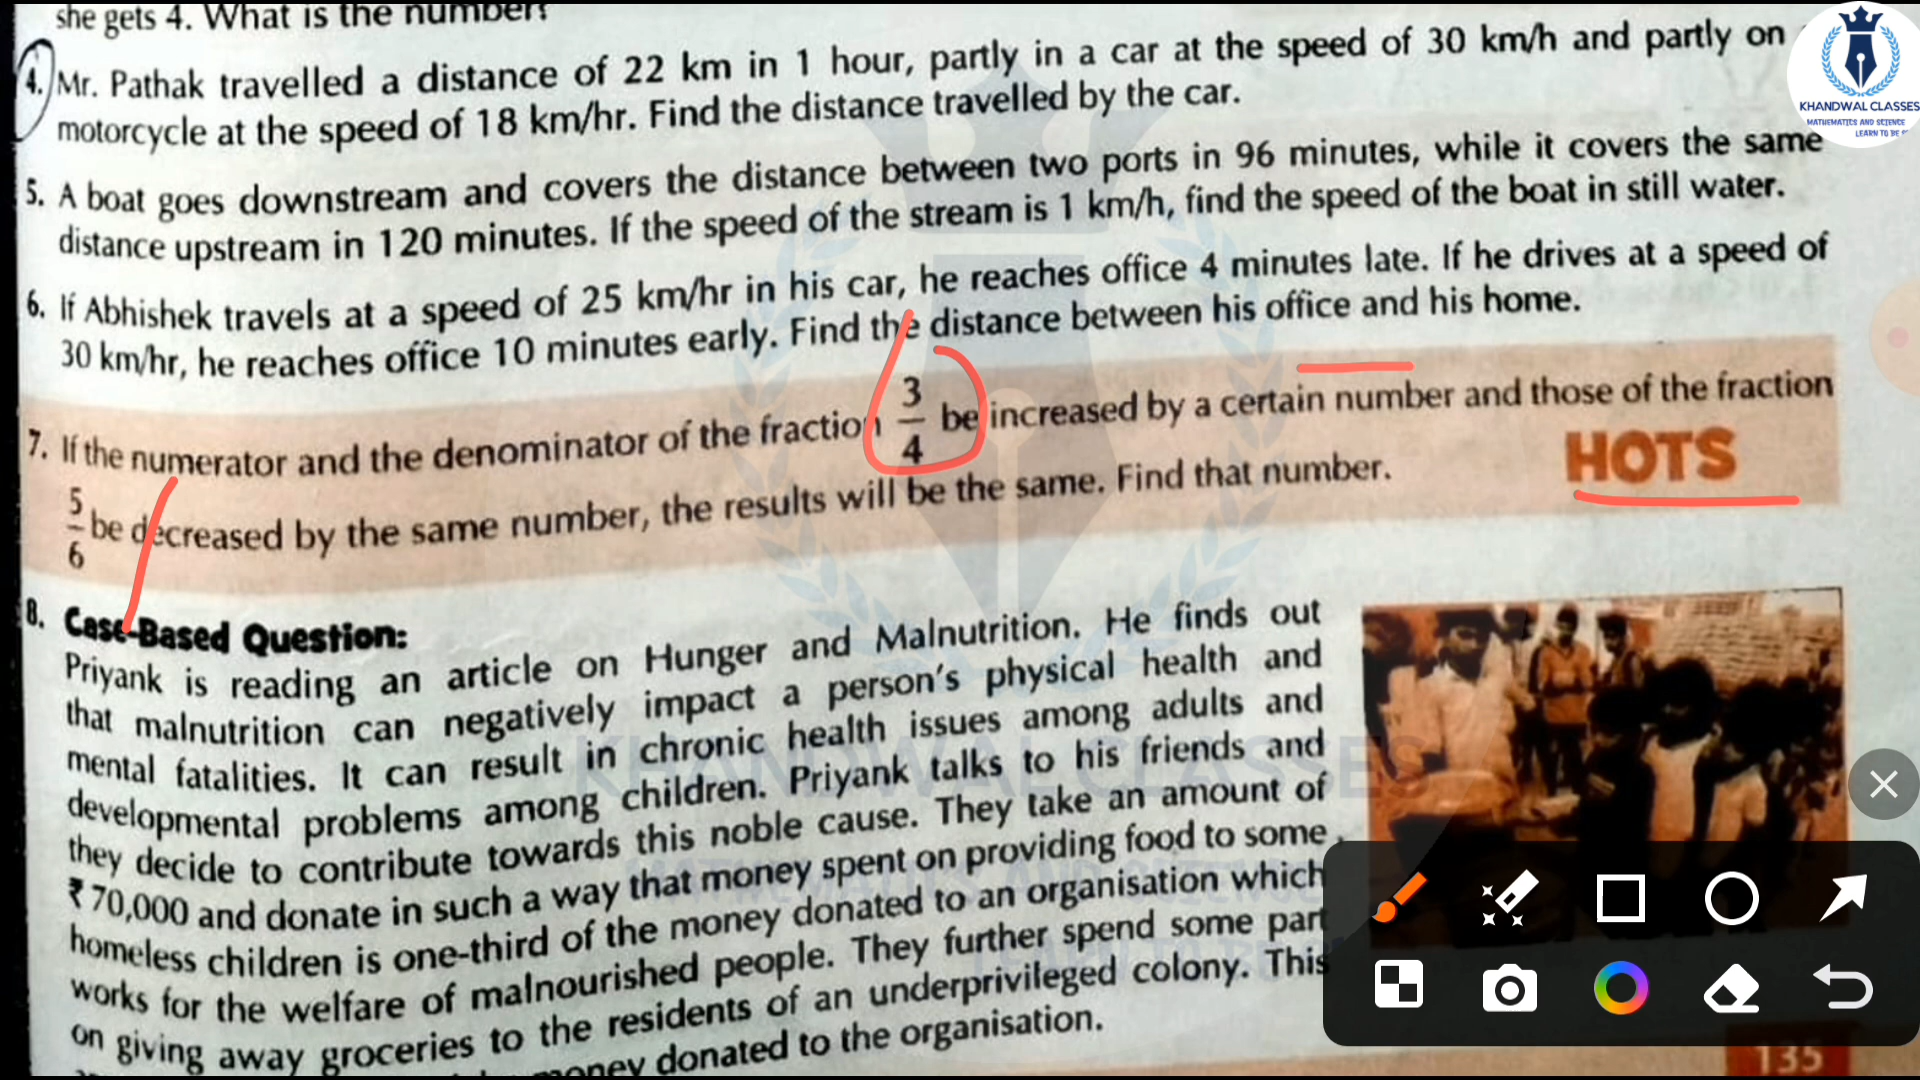 she gets 4. What is the number?
4. Mr. Pathak travelled a distance of 22 km in 1 hour, partly in a car at the speed of 30 km/h and partly on
motorcycle at the speed of 18 km/hr. Find the distance travelled by the car.
5. A boat goes downstream and covers the distance between two ports in 96 minutes, while it covers the same
distance upstream in 120 minutes. If the speed of the stream is 1 km/h, find the speed of the boat in still water.
6. If Abhishek travels at a speed of 25 km/hr in his car, he reaches office 4 minutes late. If he drives at a speed of
30 km/hr, he reaches office 10 minutes early. Find the distance between his office and his home.
7. If the numerator and the denominator of the fraction 3/4 be increased by a certain number and those of the fraction
5/6 be decreased by the same number, the results will be the same. Find that number.
HOTS
8. Case-Based Question:
Priyank is reading an article on Hunger and Malnutrition. He finds out
that malnutrition can negatively impact a person's physical health and
mental fatalities. It can result in chronic health issues among adults and
developmental problems among children. Priyank talks to his friends and
they decide to contribute towards this noble cause. They take an amount of
₹70,000 and donate in such a way that money spent on providing food to some
homeless children is one-third of the money donated to an organisation which
works for the welfare of malnourished people. They further spend some part
on giving away groceries to the residents of an underprivileged colony. This
money donated to the organisation.
135
KHANDWAL CLASSES
MATHEMATICS AND SCIENCE
LEARN TO BE
KHANDWAL CLASSES